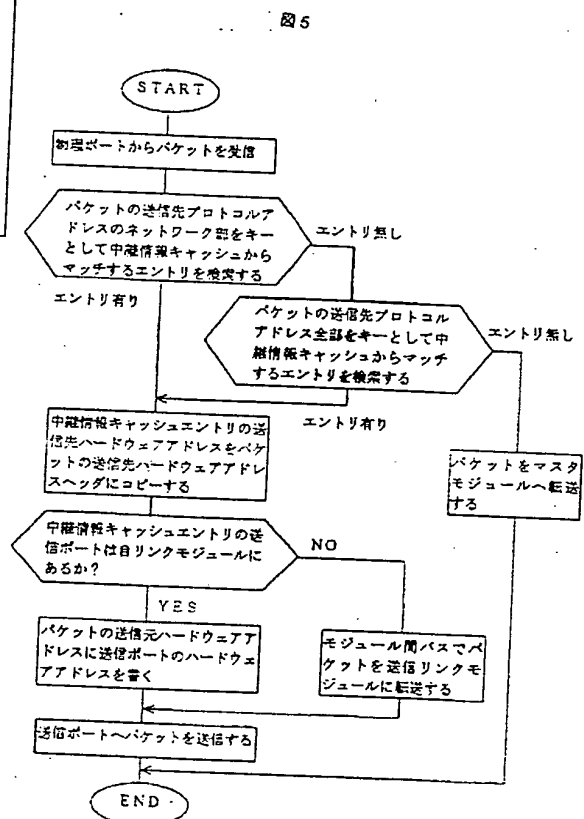 図5
START
物理ポートからパケットを受信
パケットの送信先プロトコルア
ドレスのネットワーク部をキー
として中継情報キャッシュから
マッチするエントリを検索する
エントリ無し
エントリ有り
パケットの送信先プロトコル
アドレス全部をキーとして中
継情報キャッシュからマッチ
するエントリを検索する
エントリ無し
エントリ有り
中継情報キャッシュエントリの送
信先ハードウェアアドレスをパケ
ットの送信先ハードウェアアドレ
スヘッダにコピーする
パケットをマスタ
モジュールへ転送
する
中継情報キャッシュエントリの送
信ポートは自リンクモジュールに
あるか?
NO
YES
パケットの送信元ハードウェアア
ドレスに送信ポートのハードウェ
アアドレスを書く
モジュール間バスでパ
ケットを送信リンクモ
ジュールに転送する
送信ポートへパケットを送信する
END